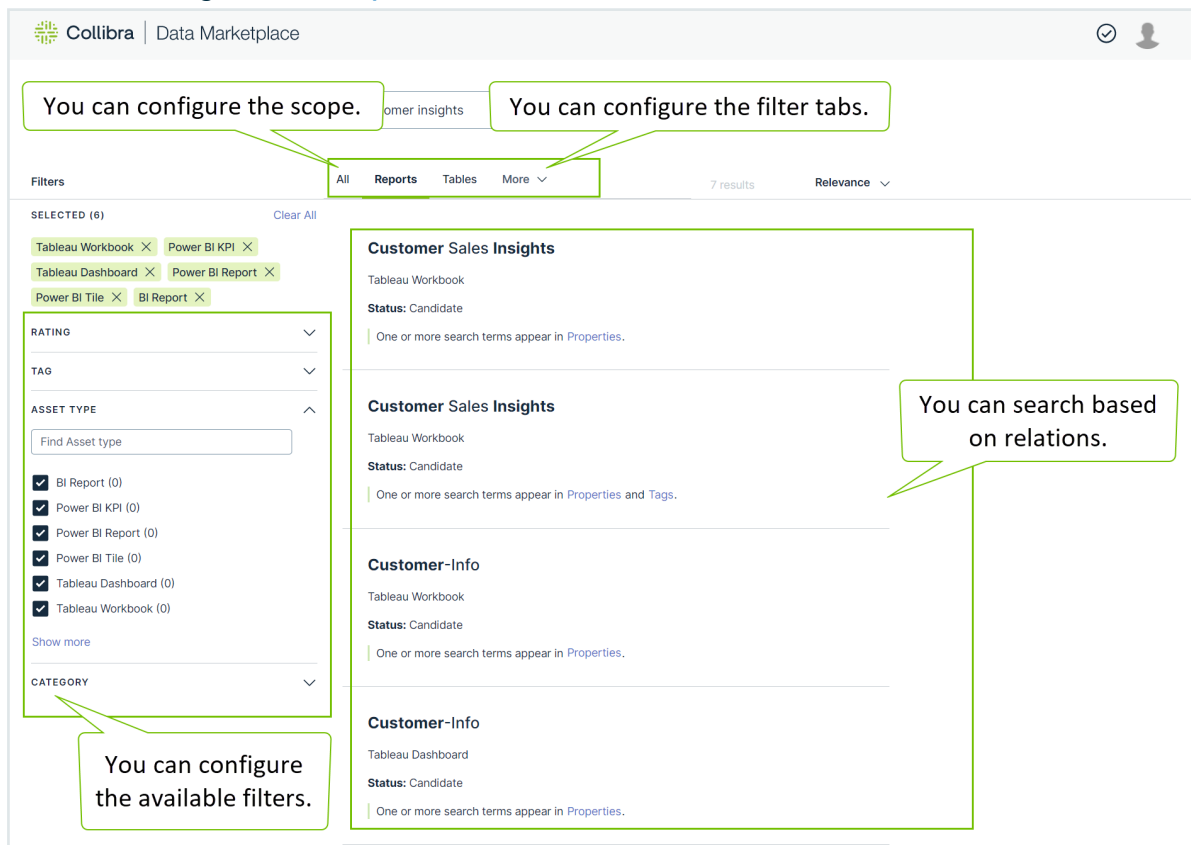 Collibra | Data Marketplace
You can configure the scope.
omer insights
You can configure the filter tabs.
Filters
All Reports Tables More
7 results
Relevance
SELECTED (6) Clear All
Tableau Workbook × Power BI KPI ×
Tableau Dashboard × Power BI Report ×
Power BI Tile × BI Report ×
RATING
TAG
ASSET TYPE
Find Asset type
BI Report (0)
Power BI KPI (0)
Power BI Report (0)
Power BI Tile (0)
Tableau Dashboard (0)
Tableau Workbook (0)
Show more
CATEGORY
You can configure
the available filters.
Customer Sales Insights
Tableau Workbook
Status: Candidate
One or more search terms appear in Properties.
Customer Sales Insights
Tableau Workbook
Status: Candidate
One or more search terms appear in Properties and Tags.
Customer-Info
Tableau Workbook
Status: Candidate
One or more search terms appear in Properties.
Customer-Info
Tableau Dashboard
Status: Candidate
One or more search terms appear in Properties.
You can search based
on relations.